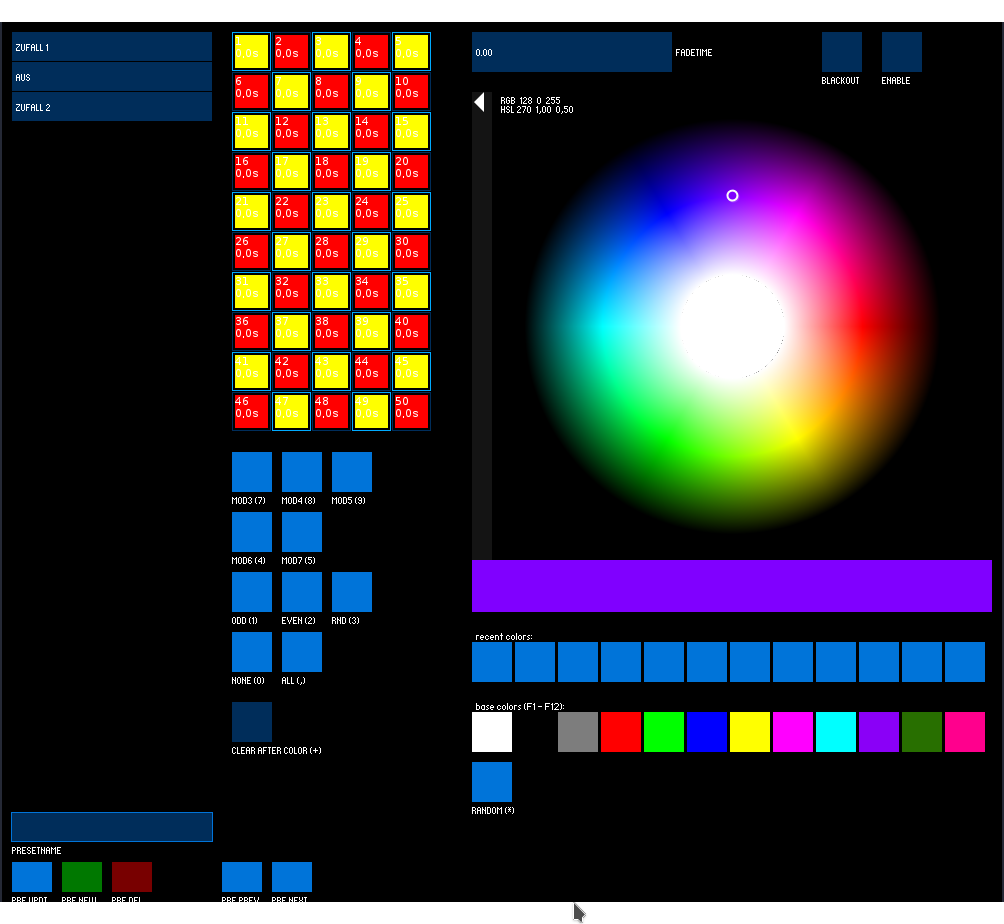 ZUFALL 1
AUS
ZUFALL 2
1 2 3 4 5
0,0s 0,0s 0,0s 0,0s 0,0s
6 7 8 9 10
0,0s 0,0s 0,0s 0,0s 0,0s
11 12 13 14 15
0,0s 0,0s 0,0s 0,0s 0,0s
16 17 18 19 20
0,0s 0,0s 0,0s 0,0s 0,0s
21 22 23 24 25
0,0s 0,0s 0,0s 0,0s 0,0s
26 27 28 29 30
0,0s 0,0s 0,0s 0,0s 0,0s
31 32 33 34 35
0,0s 0,0s 0,0s 0,0s 0,0s
36 37 38 39 40
0,0s 0,0s 0,0s 0,0s 0,0s
41 42 43 44 45
0,0s 0,0s 0,0s 0,0s 0,0s
46 47 48 49 50
0,0s 0,0s 0,0s 0,0s 0,0s
MOD3 (7) MOD4 (8) MOD5 (9)
MOD6 (4) MOD7 (5)
ODD (1) EVEN (2) RND (3)
NONE (0) ALL (,)
CLEAR AFTER COLOR (+)
0.00 FADETIME
BLACKOUT ENABLE
RGB 128 0 255
HSL 270 1,00 0,50
recent colors:
base colors (F1 - F12):
RANDOM (*)
PRESETNAME
PRE UPDT PRE NEW PRE DEL PRE PREV PRE NEXT